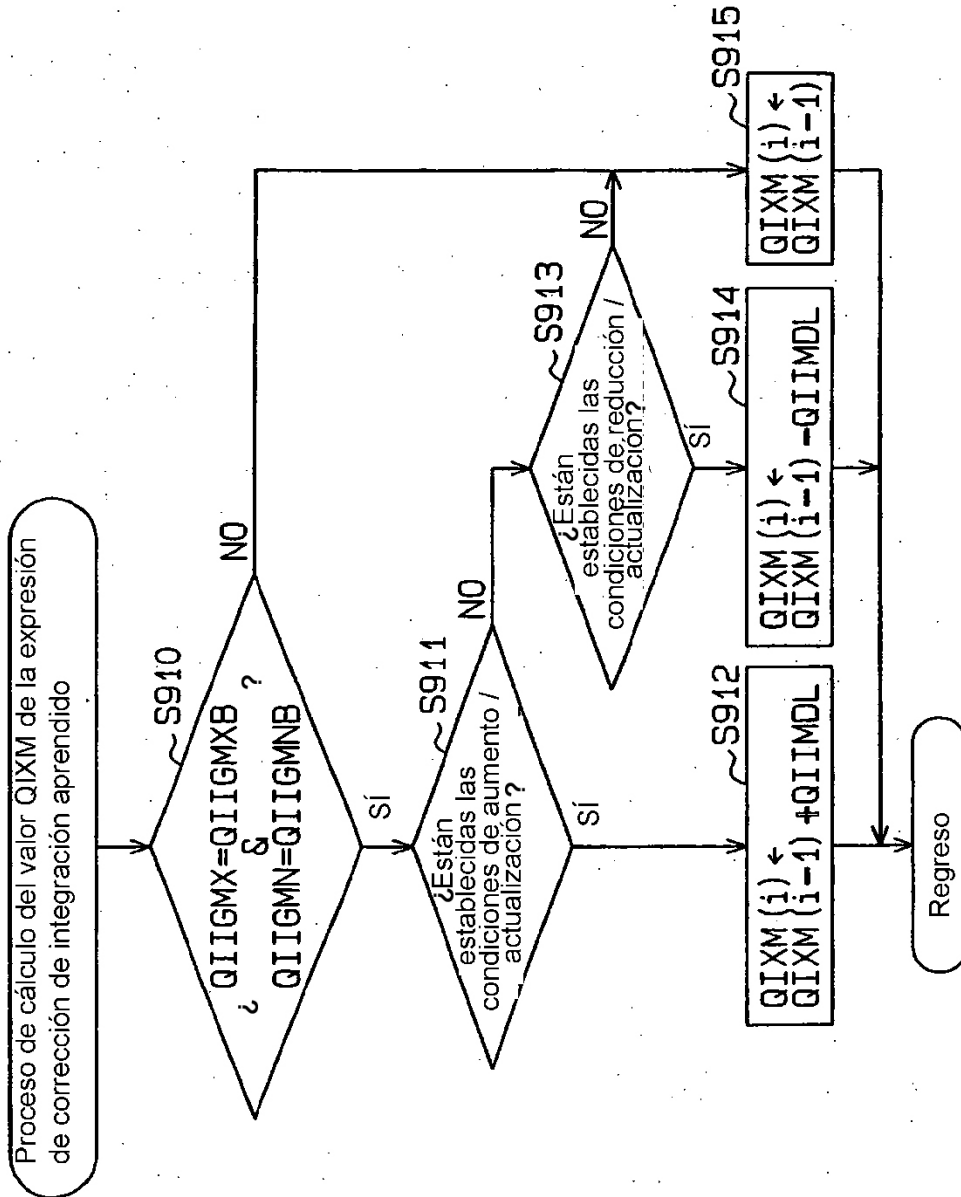 Proceso de cálculo del valor QIXM de la expresión
de corrección de integración aprendido
S910
¿ QIIGMX=QIIGMXB ?
&
QIIGMN=QIIGMNB
NO
SÍ
S911
¿Están
establecidas las
condiciones de aumento /
actualización?
NO
SÍ
S913
¿Están
establecidas las
condiciones de reducción /
actualización?
NO
SÍ
S912
QIXM (i) ←
QIXM (i-1) +QIIMDL
S914
QIXM (i) ←
QIXM (i-1) -QIIMDL
S915
QIXM (i) ←
QIXM (i-1)
Regreso